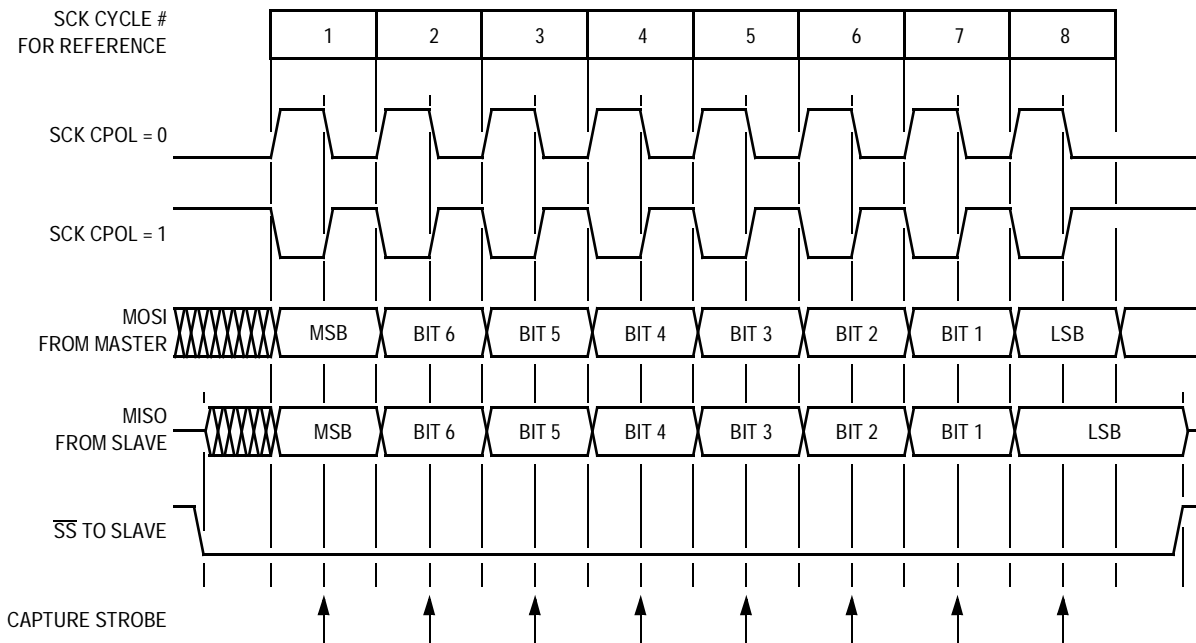 SCK CYCLE #
FOR REFERENCE
1 2 3 4 5 6 7 8
SCK CPOL = 0
SCK CPOL = 1
MOSI
FROM MASTER
MSB BIT 6 BIT 5 BIT 4 BIT 3 BIT 2 BIT 1 LSB
MISO
FROM SLAVE
MSB BIT 6 BIT 5 BIT 4 BIT 3 BIT 2 BIT 1 LSB
S̅S̅ TO SLAVE
CAPTURE STROBE